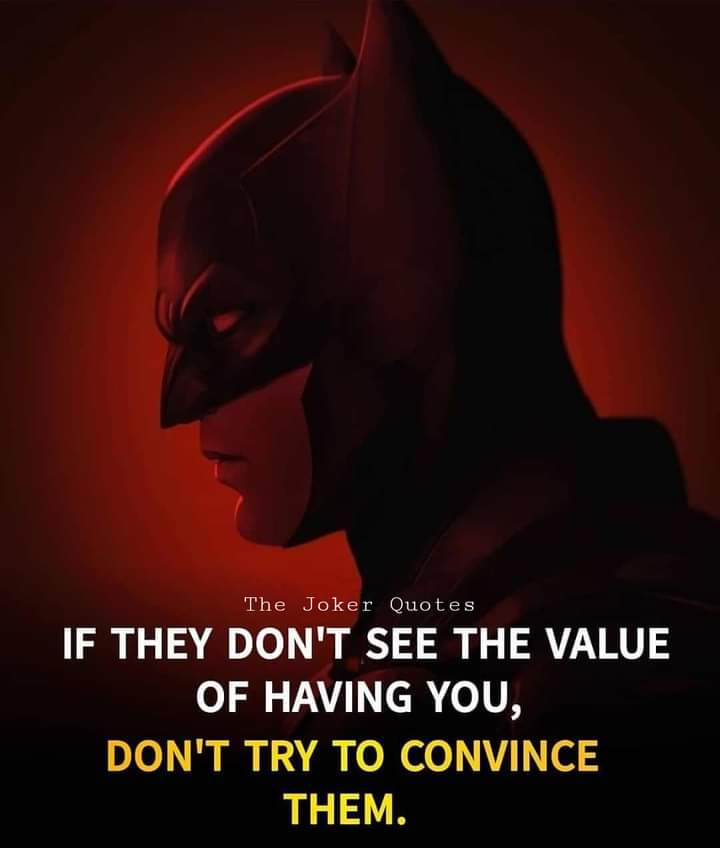 The Joker Quotes
IF THEY DON'T SEE THE VALUE
OF HAVING YOU,
DON'T TRY TO CONVINCE
THEM.